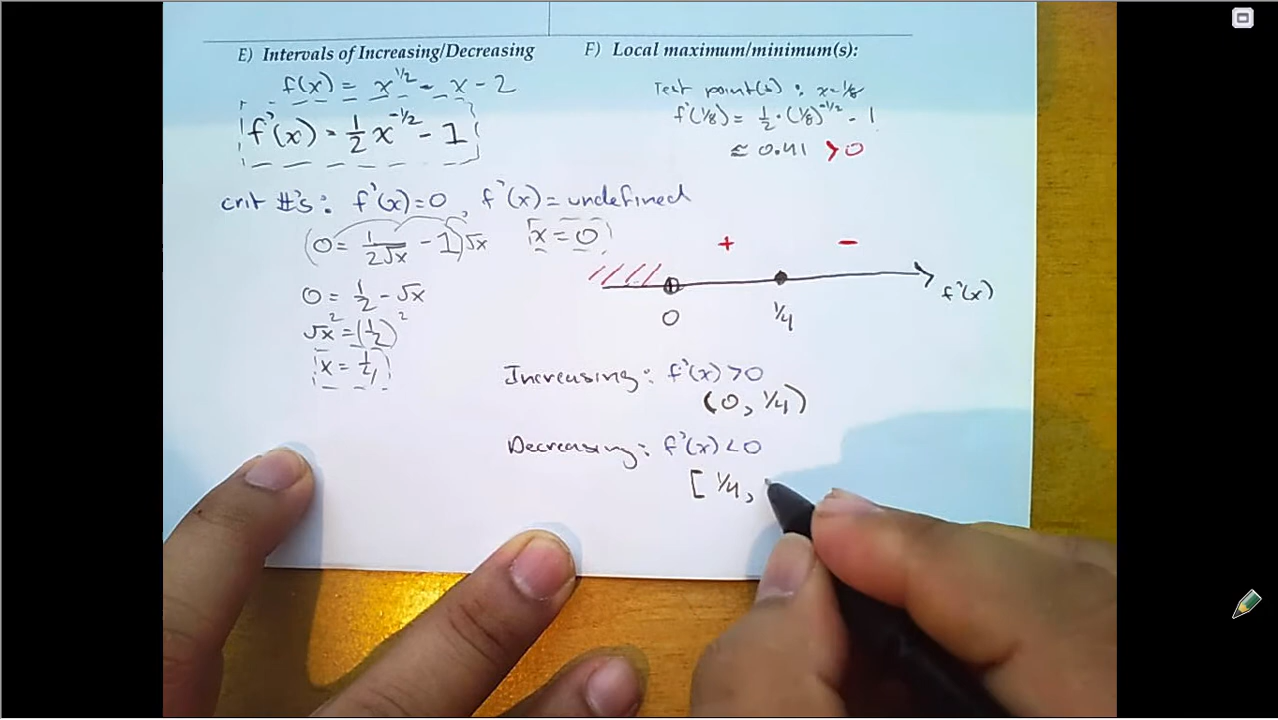 E) Intervals of Increasing/Decreasing
f(x) = x^1/2 - x - 2
f'(x) = 1/2 x^-1/2 - 1
crit #'s: f'(x)=0, f'(x)= undefined
(0 = 1/2√x - 1)√x
x = 0
0 = 1/2 - √x
√x^2 = (1/2)^2
x = 1/4
F) Local maximum/minimum(s):
Test point(s): x=1/8
f'(1/8) = 1/2 · (1/8)^-1/2 - 1
≈ 0.41 > 0
+ -
f'(x)
0 1/4
Increasing: f'(x) > 0
(0, 1/4)
Decreasing: f'(x) < 0
[1/4,